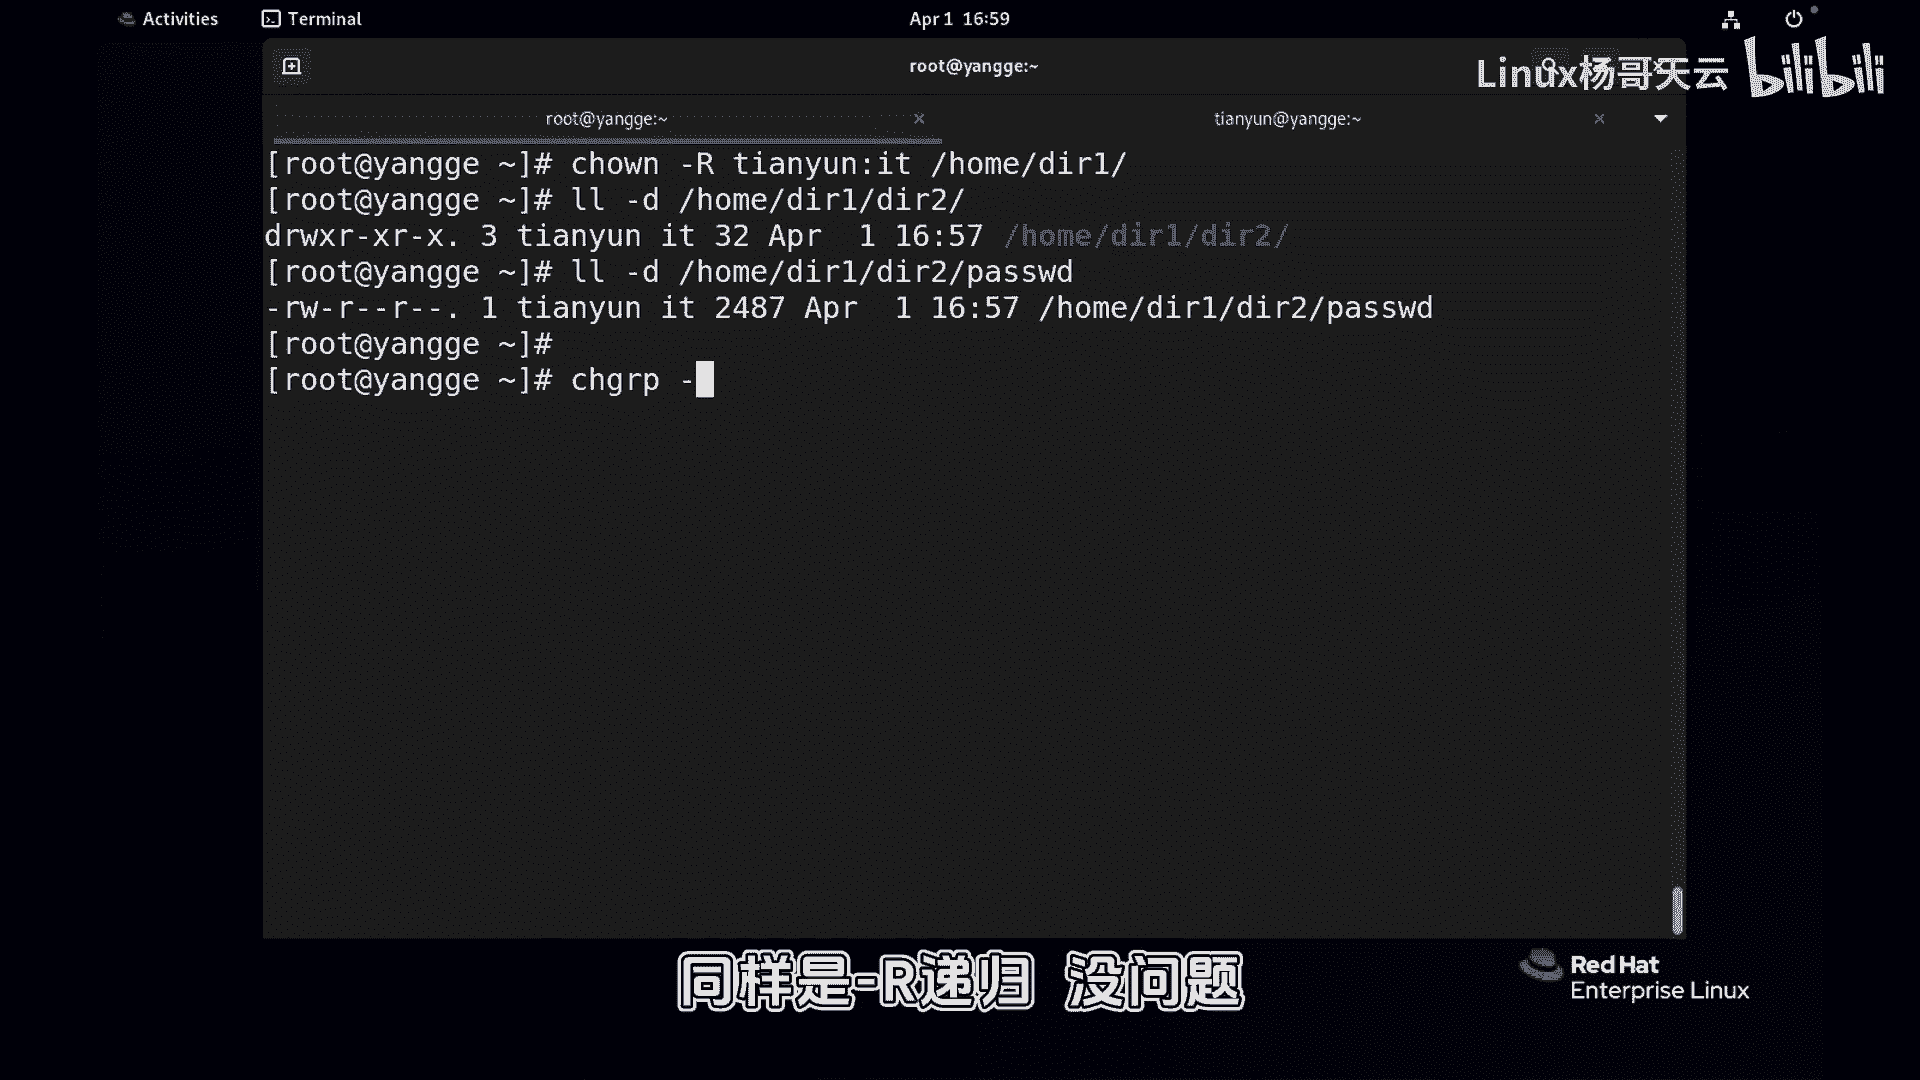 Activities Terminal Apr 1 16:59
root@yangge:~
Linux杨哥天云 bilibili
root@yangge:~ × tianyun@yangge:~ ×
[root@yangge ~]# chown -R tianyun:it /home/dir1/
[root@yangge ~]# ll -d /home/dir1/dir2/
drwxr-xr-x. 3 tianyun it 32 Apr  1 16:57 /home/dir1/dir2/
[root@yangge ~]# ll -d /home/dir1/dir2/passwd
-rw-r--r--. 1 tianyun it 2487 Apr  1 16:57 /home/dir1/dir2/passwd
[root@yangge ~]#
[root@yangge ~]# chgrp -
同样是-R递归 没问题
Red Hat
Enterprise Linux